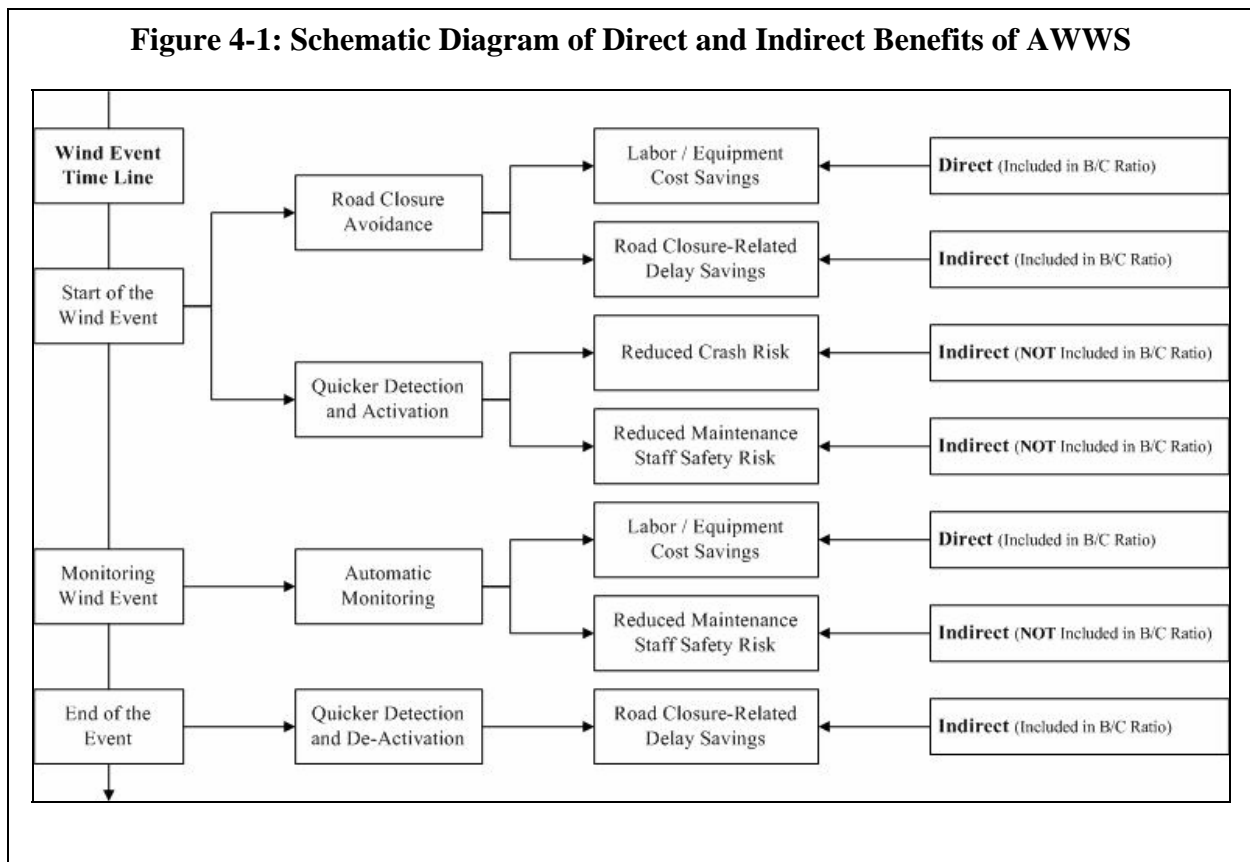 Figure 4-1: Schematic Diagram of Direct and Indirect Benefits of AWWS
Wind Event
Time Line
Start of the
Wind Event
Monitoring
Wind Event
End of the
Event
Road Closure
Avoidance
Quicker Detection
and Activation
Automatic
Monitoring
Quicker Detection
and De-Activation
Labor / Equipment
Cost Savings
Road Closure-Related
Delay Savings
Reduced Crash Risk
Reduced Maintenance
Staff Safety Risk
Labor / Equipment
Cost Savings
Reduced Maintenance
Staff Safety Risk
Road Closure-Related
Delay Savings
Direct (Included in B/C Ratio)
Indirect (Included in B/C Ratio)
Indirect (NOT Included in B/C Ratio)
Indirect (NOT Included in B/C Ratio)
Direct (Included in B/C Ratio)
Indirect (NOT Included in B/C Ratio)
Indirect (Included in B/C Ratio)